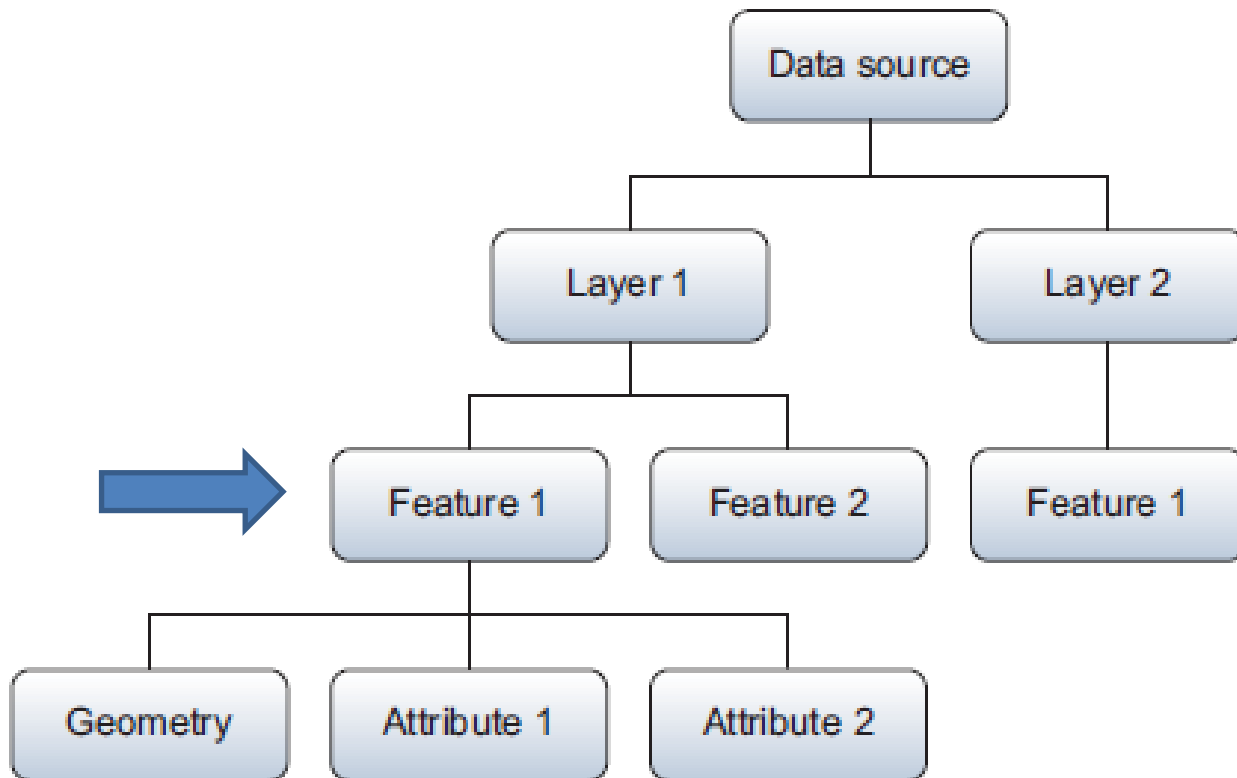 Data source
Layer 1
Layer 2
Feature 1
Feature 2
Feature 1
Geometry
Attribute 1
Attribute 2